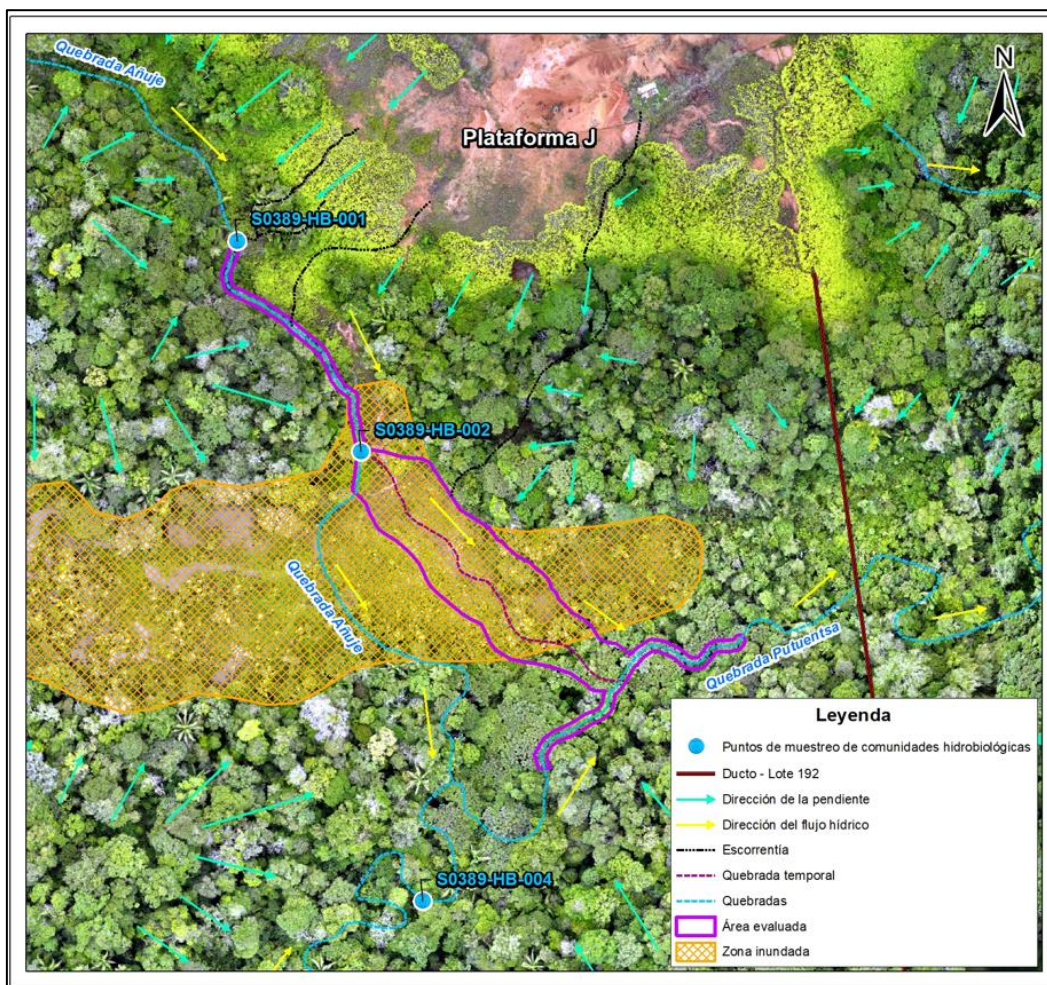 Quebrada Añuje
N
Plataforma J
S0389-HB-001
S0389-HB-002
Quebrada Añuje
Quebrada Putuentsa
S0389-HB-004
Leyenda
Puntos de muestreo de comunidades hidrobiológicas
Ducto - Lote 192
Dirección de la pendiente
Dirección del flujo hídrico
Escorrentía
Quebrada temporal
Quebradas
Área evaluada
Zona inundada